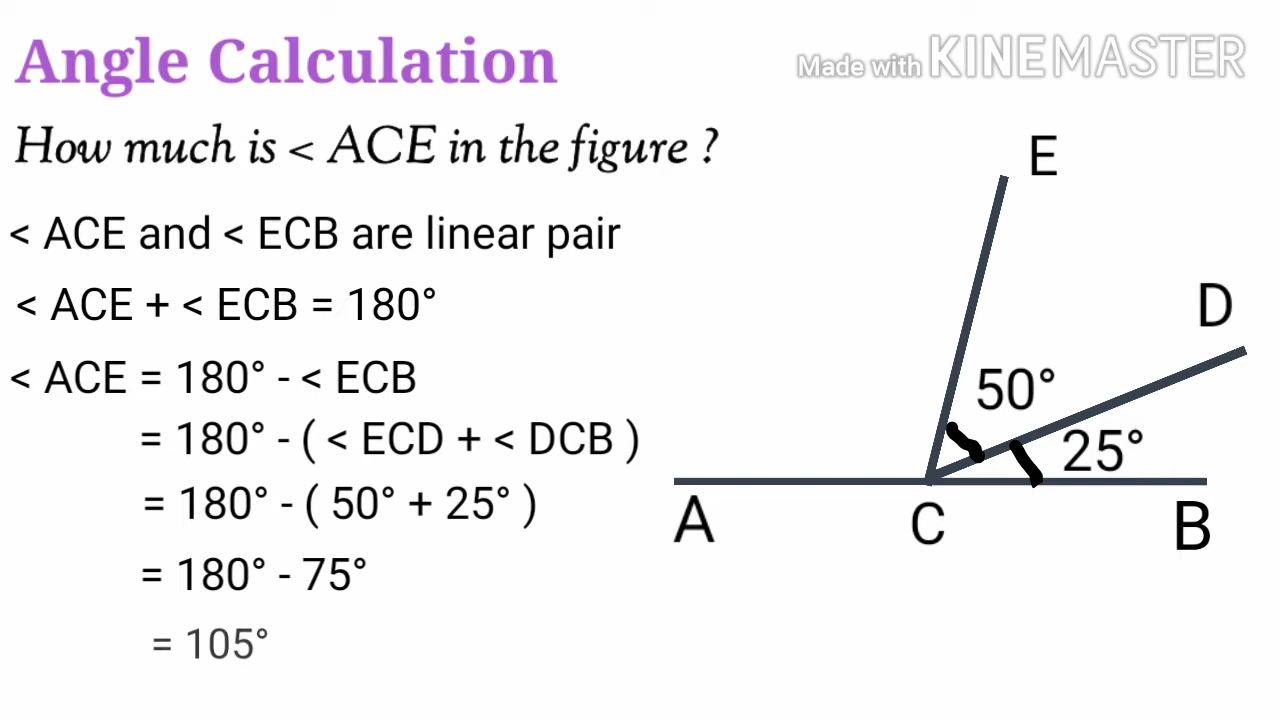 Angle Calculation
Made with KINEMASTER
How much is < ACE in the figure ?
< ACE and < ECB are linear pair
< ACE + < ECB = 180°
< ACE = 180° - < ECB
= 180° - ( < ECD + < DCB )
= 180° - ( 50° + 25° )
= 180° - 75°
= 105°
E
D
50°
25°
A
C
B